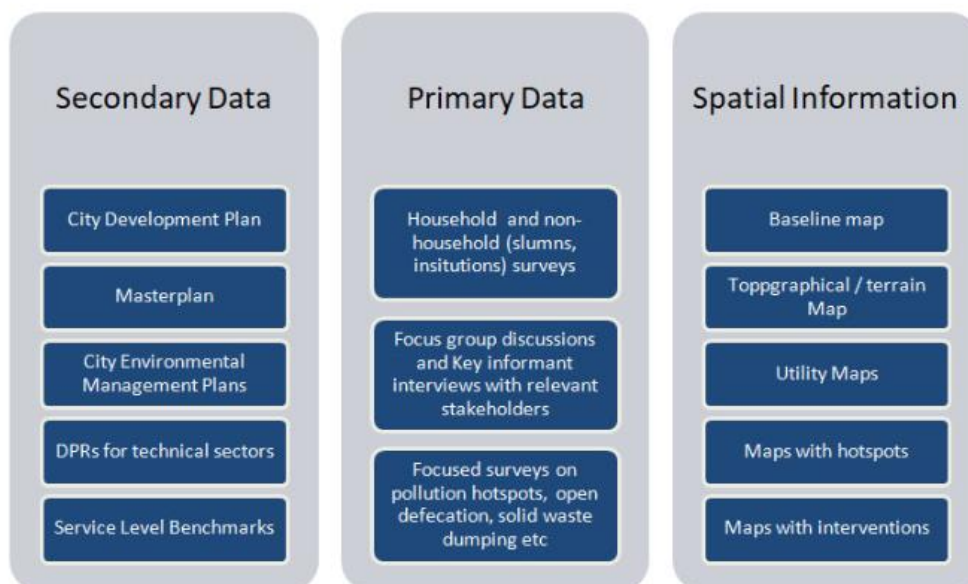 Secondary Data
City Development Plan
Masterplan
City Environmental
Management Plans
DPRs for technical sectors
Service Level Benchmarks
Primary Data
Household and non-
household (slumns,
insitutions) surveys
Focus group discussions
and Key informant
interviews with relevant
stakeholders
Focused surveys on
pollution hotspots, open
defecation, solid waste
dumping etc
Spatial Information
Baseline map
Toppgraphical / terrain
Map
Utility Maps
Maps with hotspots
Maps with interventions